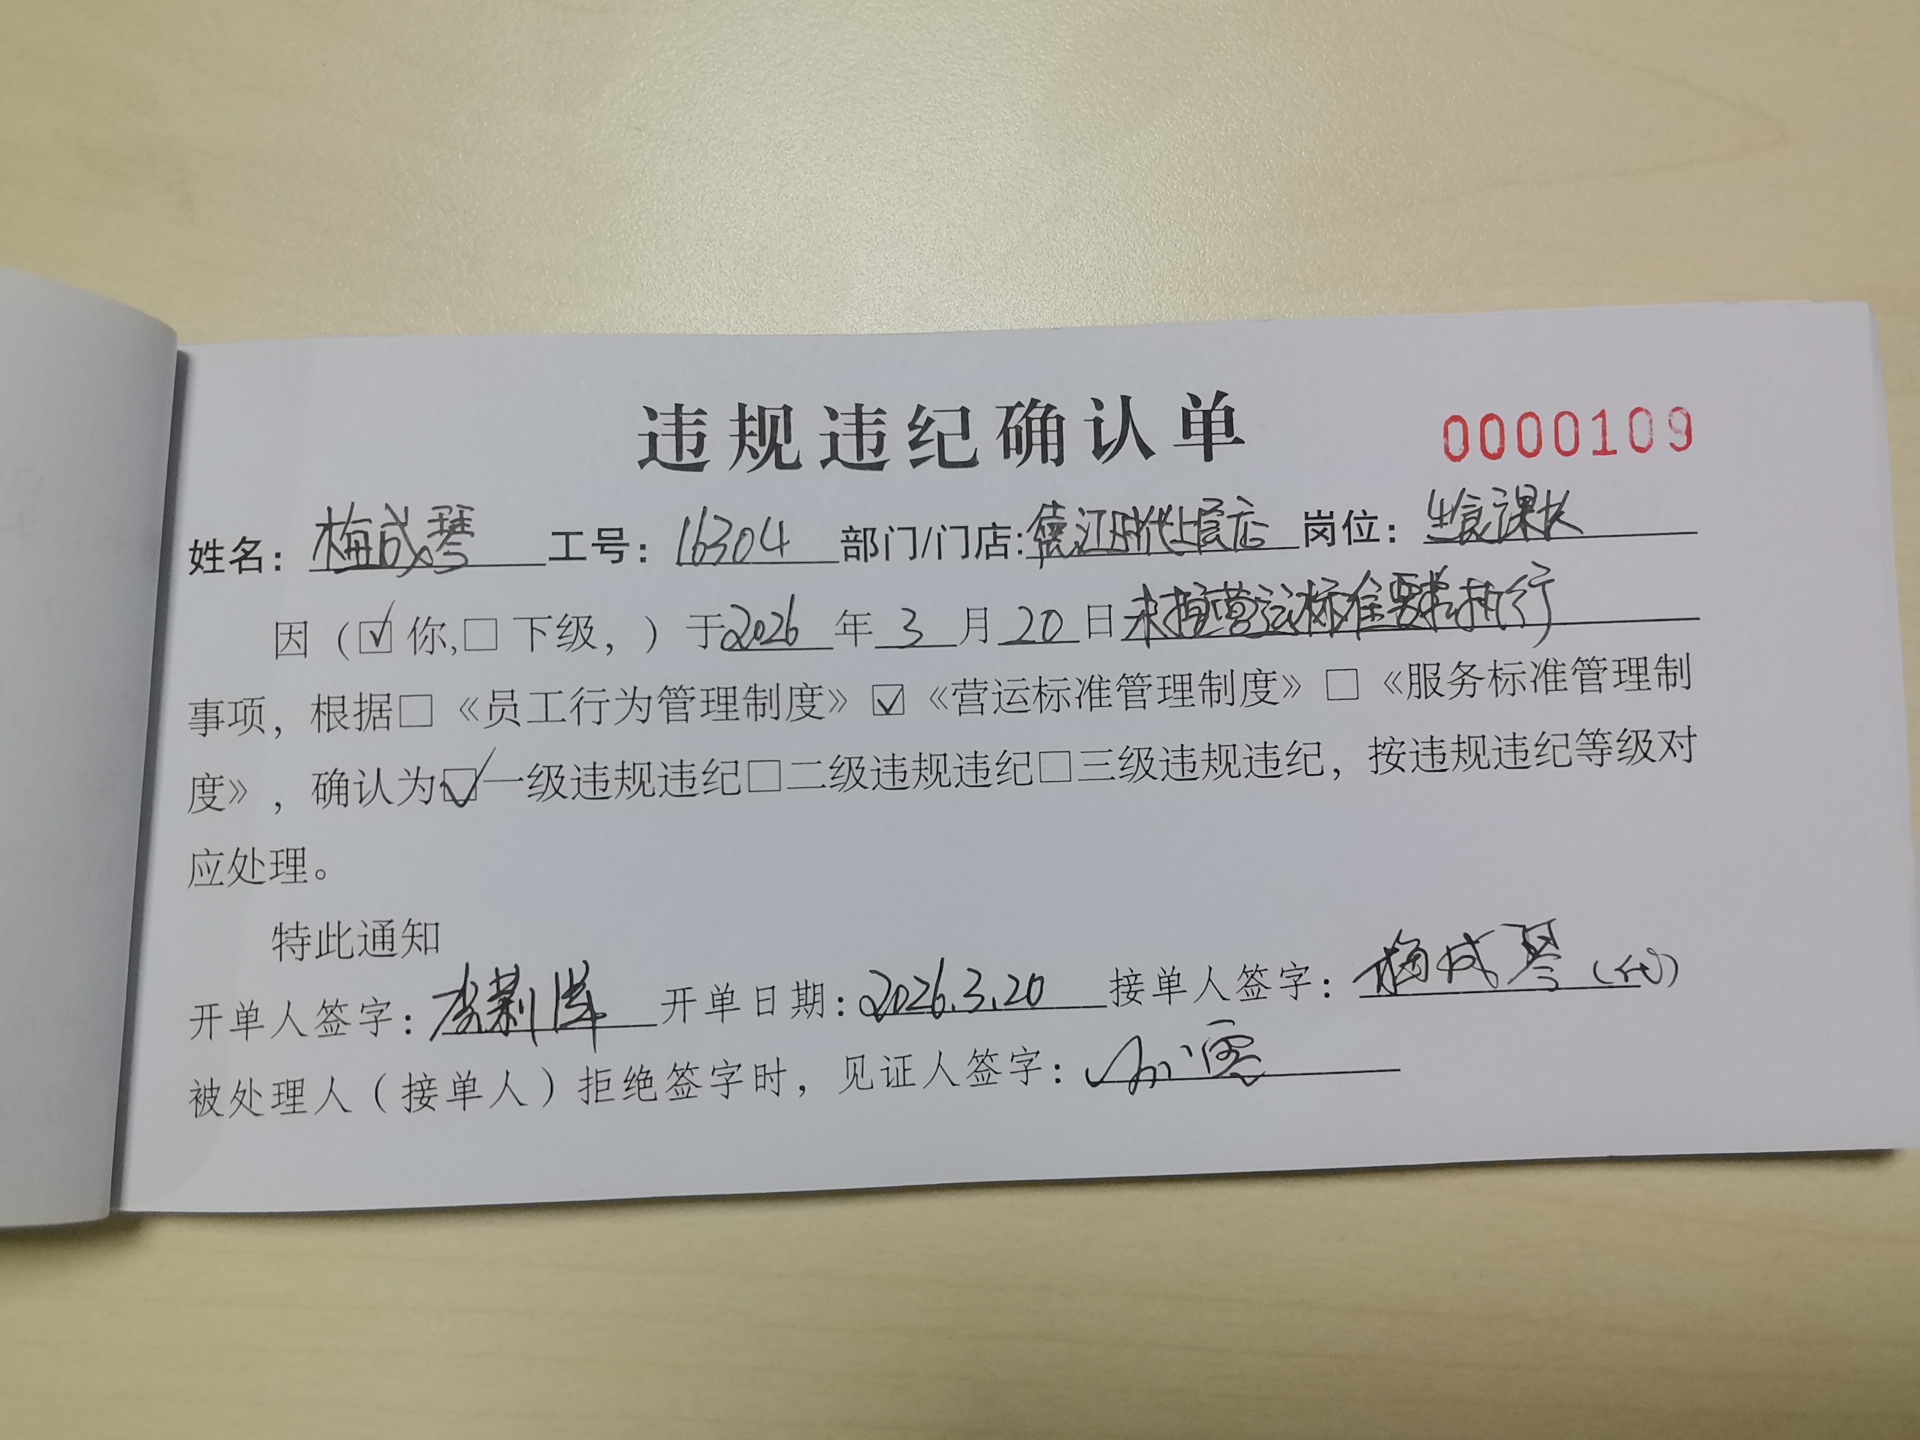 违规违纪确认单 0000109
姓名：梅成琴 工号：16304 部门/门店:德江时代上层店 岗位：生食课长
因（☑你,□下级，）于2026年3月20日未按营运标准要求执行
事项，根据□《员工行为管理制度》☑《营运标准管理制度》□《服务标准管理制
度》，确认为☑一级违规违纪□二级违规违纪□三级违规违纪，按违规违纪等级对
应处理。
特此通知
开单人签字： 开单日期：2026.3.20 接单人签字：梅成琴（代）
被处理人（接单人）拒绝签字时，见证人签字：